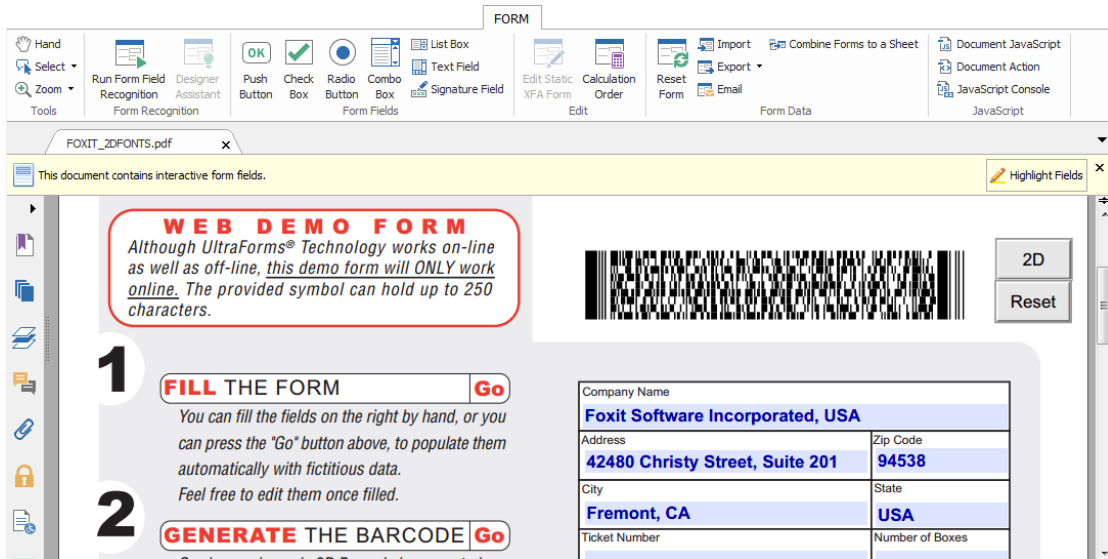 FORM
Hand
Select
Zoom
Tools
Run Form Field
Recognition
Designer
Assistant
Form Recognition
OK
Push
Button
Check
Box
Radio
Button
Combo
Box
List Box
Text Field
Signature Field
Form Fields
Edit Static
XFA Form
Calculation
Order
Edit
Reset
Form
Import
Export
Email
Combine Forms to a Sheet
Form Data
Document JavaScript
Document Action
JavaScript Console
JavaScript
FOXIT_2DFONTS.pdf x
This document contains interactive form fields.
Highlight Fields
x
WEB DEMO FORM
Although UltraForms® Technology works on-line
as well as off-line, this demo form will ONLY work
online. The provided symbol can hold up to 250
characters.
2D
Reset
1
FILL THE FORM Go
You can fill the fields on the right by hand, or you
can press the "Go" button above, to populate them
automatically with fictitious data.
Feel free to edit them once filled.
2
GENERATE THE BARCODE Go
Company Name
Foxit Software Incorporated, USA
Address
42480 Christy Street, Suite 201
Zip Code
94538
City
Fremont, CA
State
USA
Ticket Number
Number of Boxes